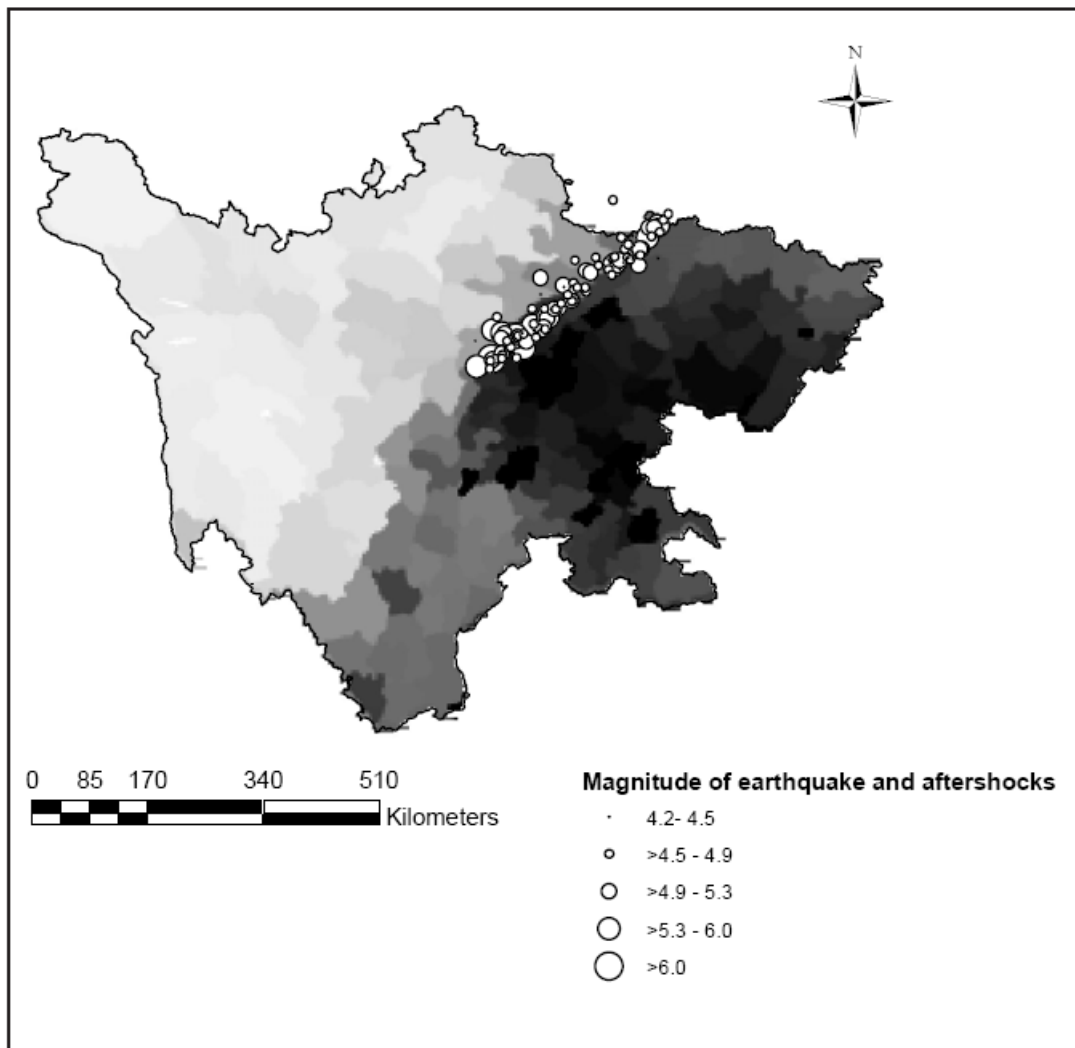 N
0 85 170 340 510
Kilometers
Magnitude of earthquake and aftershocks
4.2- 4.5
>4.5 - 4.9
>4.9 - 5.3
>5.3 - 6.0
>6.0